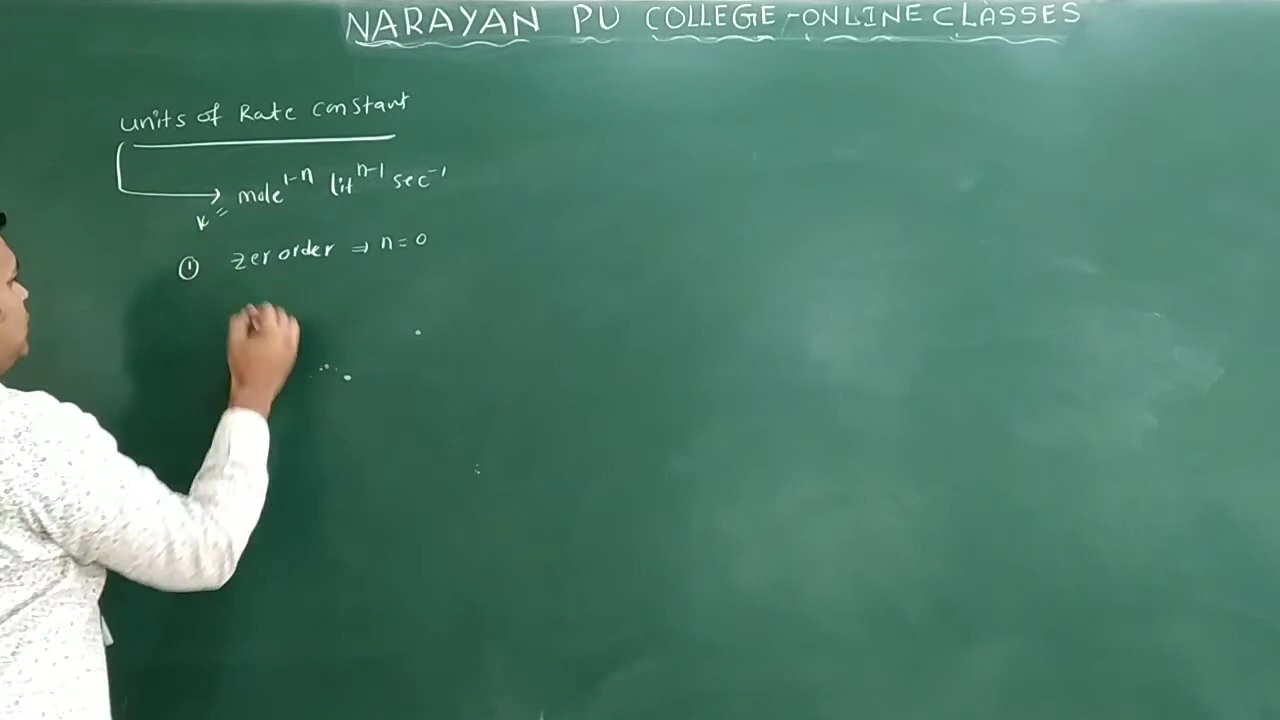 NARAYAN PU COLLEGE - ONLINE CLASSES
Units of Rate Constant
K = mole^1-n lit^n-1 sec^-1
① zer order ⇒ n = 0